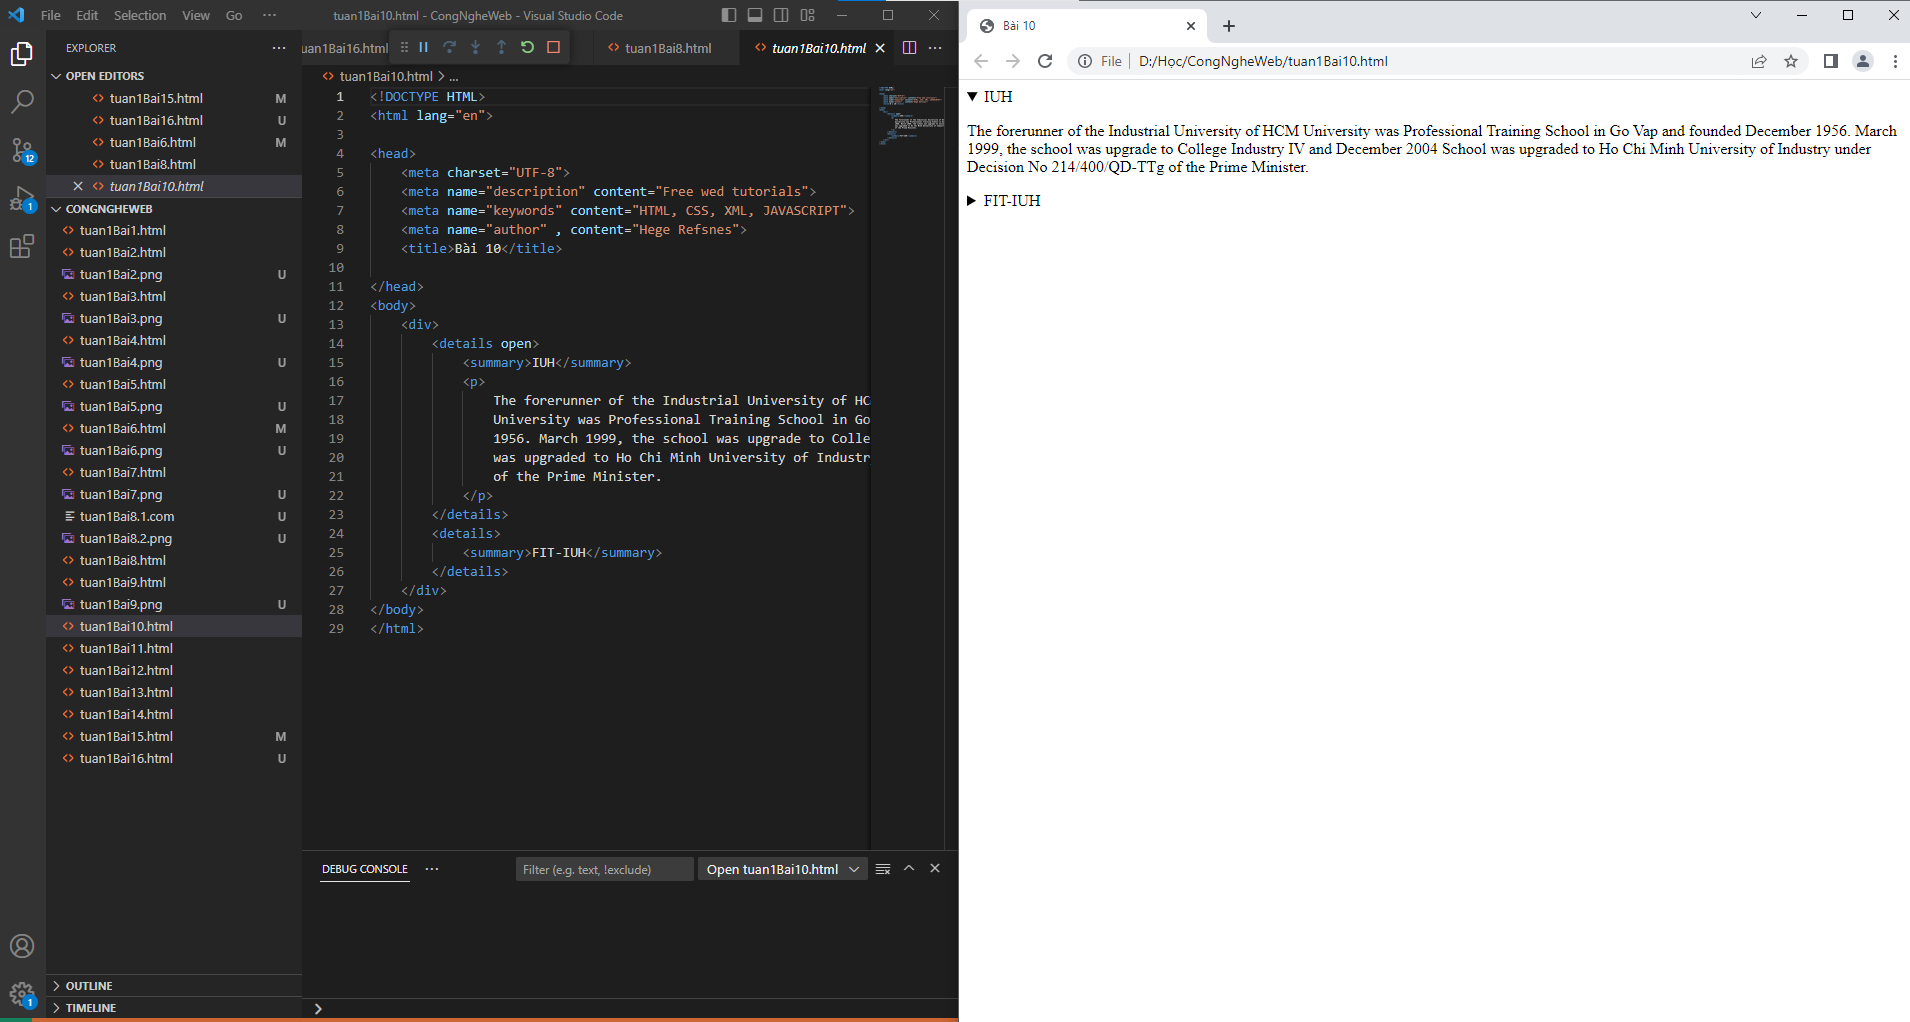 File Edit Selection View Go ··· tuan1Bai10.html - CongNgheWeb - Visual Studio Code
EXPLORER
OPEN EDITORS
tuan1Bai15.html M
tuan1Bai16.html U
tuan1Bai6.html M
tuan1Bai8.html
tuan1Bai10.html
CONGNGHEWEB
tuan1Bai1.html
tuan1Bai2.html
tuan1Bai2.png U
tuan1Bai3.html
tuan1Bai3.png U
tuan1Bai4.html
tuan1Bai4.png U
tuan1Bai5.html
tuan1Bai5.png U
tuan1Bai6.html M
tuan1Bai6.png U
tuan1Bai7.html
tuan1Bai7.png U
tuan1Bai8.1.com U
tuan1Bai8.2.png U
tuan1Bai8.html
tuan1Bai9.html
tuan1Bai9.png U
tuan1Bai10.html
tuan1Bai11.html
tuan1Bai12.html
tuan1Bai13.html
tuan1Bai14.html
tuan1Bai15.html M
tuan1Bai16.html U
OUTLINE
TIMELINE
12
1
1
uan1Bai16.html tuan1Bai8.html tuan1Bai10.html
tuan1Bai10.html > ...
1 <!DOCTYPE HTML>
2 <html lang="en">
3
4 <head>
5 <meta charset="UTF-8">
6 <meta name="description" content="Free wed tutorials">
7 <meta name="keywords" content="HTML, CSS, XML, JAVASCRIPT">
8 <meta name="author" , content="Hege Refsnes">
9 <title>Bài 10</title>
10
11 </head>
12 <body>
13 <div>
14 <details open>
15 <summary>IUH</summary>
16 <p>
17 The forerunner of the Industrial University of HC
18 University was Professional Training School in Go
19 1956. March 1999, the school was upgrade to Colle
20 was upgraded to Ho Chi Minh University of Industr
21 of the Prime Minister.
22 </p>
23 </details>
24 <details>
25 <summary>FIT-IUH</summary>
26 </details>
27 </div>
28 </body>
29 </html>
DEBUG CONSOLE ··· Filter (e.g. text, !exclude) Open tuan1Bai10.html
Bài 10
File D:/Học/CongNgheWeb/tuan1Bai10.html
IUH
The forerunner of the Industrial University of HCM University was Professional Training School in Go Vap and founded December 1956. March
1999, the school was upgrade to College Industry IV and December 2004 School was upgraded to Ho Chi Minh University of Industry under
Decision No 214/400/QD-TTg of the Prime Minister.
FIT-IUH